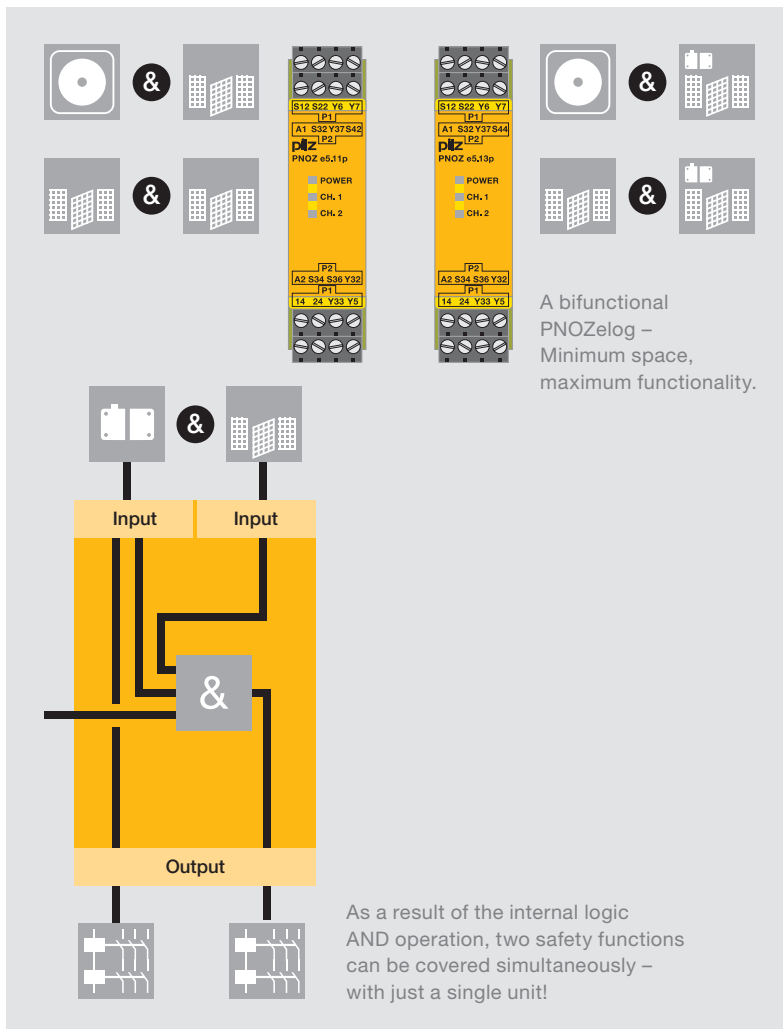 &
&
S12 S22 Y6 Y7
P1
A1 S32 Y37 S42
P2
pilz
PNOZ e5.11p
POWER
CH. 1
CH. 2
P2
A2 S34 S36 Y32
P1
14 24 Y33 Y5
S12 S22 Y6 Y7
P1
A1 S32 Y37 S44
P2
pilz
PNOZ e5.13p
POWER
CH. 1
CH. 2
P2
A2 S34 S36 Y32
P1
14 24 Y33 Y5
&
&
A bifunctional
PNOZelog –
Minimum space,
maximum functionality.
&
Input
Input
&
Output
As a result of the internal logic
AND operation, two safety functions
can be covered simultaneously –
with just a single unit!